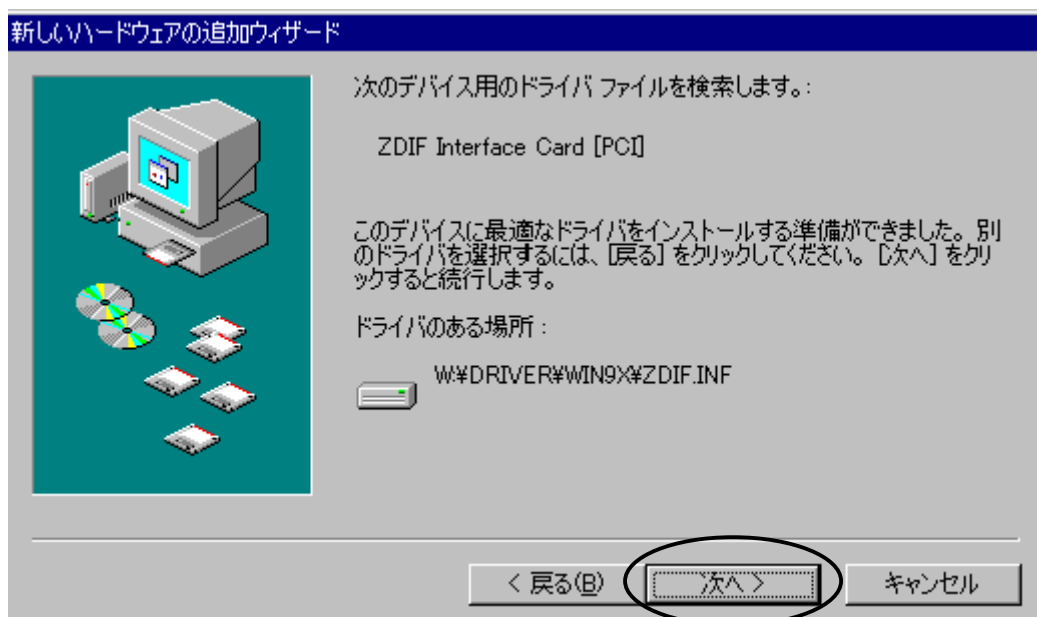 新しいハードウェアの追加ウィザード
次のデバイス用のドライバ ファイルを検索します。:
ZDIF Interface Card [PCI]
このデバイスに最適なドライバをインストールする準備ができました。別
のドライバを選択するには、[戻る] をクリックしてください。[次へ] をクリ
ックすると続行します。
ドライバのある場所:
W:¥DRIVER¥WIN9X¥ZDIF.INF
< 戻る(B)
次へ >
キャンセル